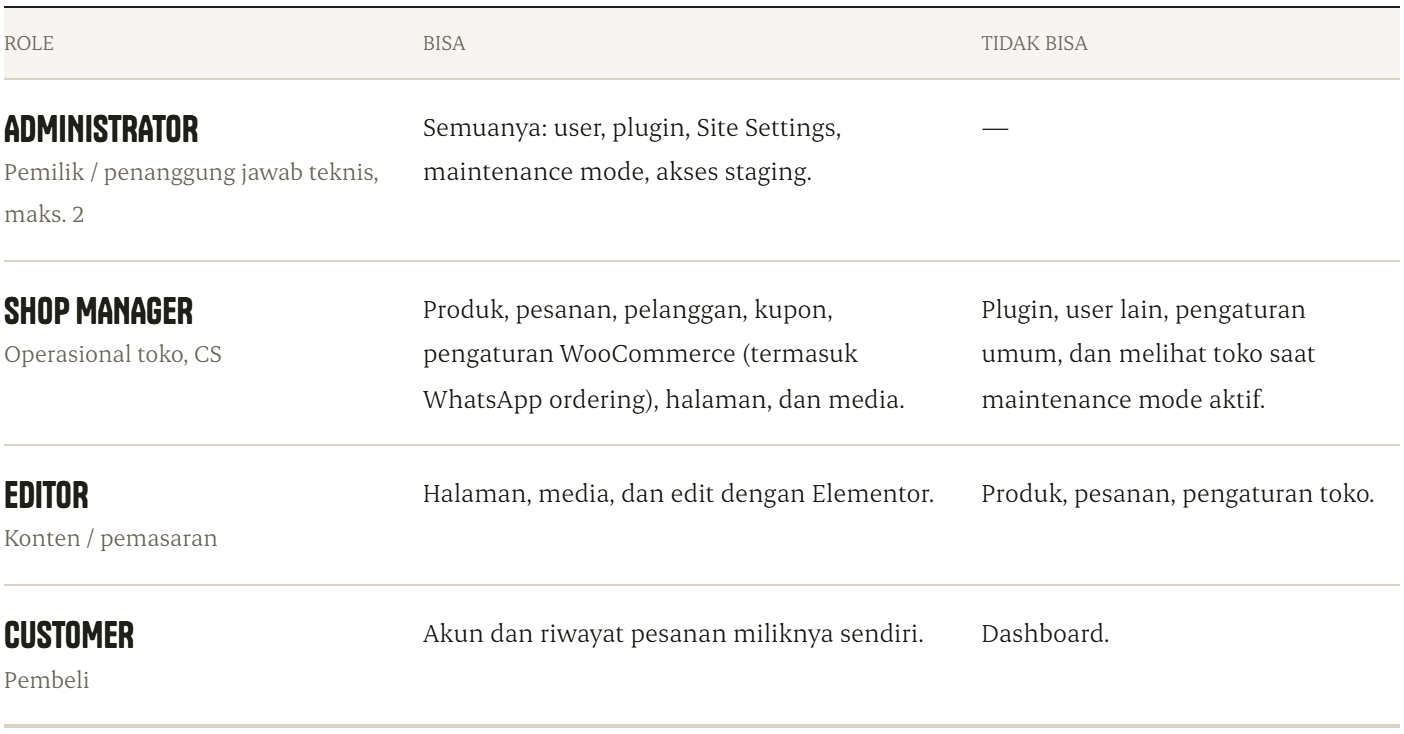 ROLE BISA TIDAK BISA
ADMINISTRATOR
Pemilik / penanggung jawab teknis,
maks. 2
Semuanya: user, plugin, Site Settings,
maintenance mode, akses staging.
—
SHOP MANAGER
Operasional toko, CS
Produk, pesanan, pelanggan, kupon,
pengaturan WooCommerce (termasuk
WhatsApp ordering), halaman, dan media.
Plugin, user lain, pengaturan
umum, dan melihat toko saat
maintenance mode aktif.
EDITOR
Konten / pemasaran
Halaman, media, dan edit dengan Elementor.
Produk, pesanan, pengaturan toko.
CUSTOMER
Pembeli
Akun dan riwayat pesanan miliknya sendiri.
Dashboard.